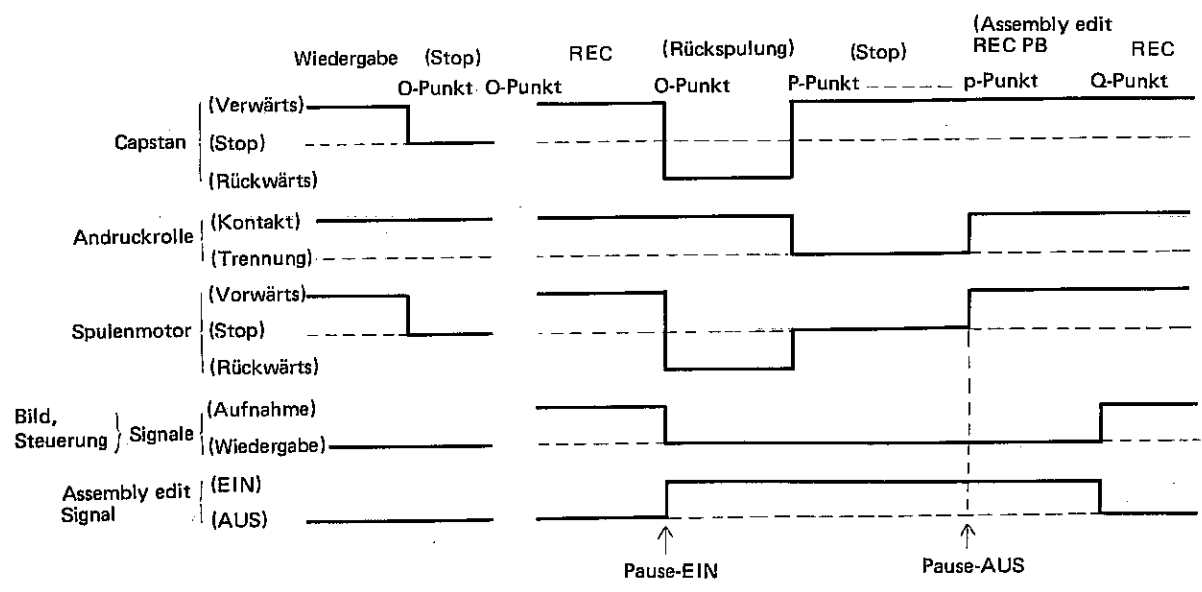 Wiedergabe (Stop) REC (Rückspulung) (Stop) (Assembly edit
REC PB REC
O-Punkt O-Punkt O-Punkt P-Punkt p-Punkt Q-Punkt
Capstan
(Verwärts)
(Stop)
(Rückwärts)
Andruckrolle
(Kontakt)
(Trennung)
Spulenmotor
(Vorwärts)
(Stop)
(Rückwärts)
Bild,
Steuerung
Signale
(Aufnahme)
(Wiedergabe)
Assembly edit
Signal
(EIN)
(AUS)
Pause-EIN Pause-AUS